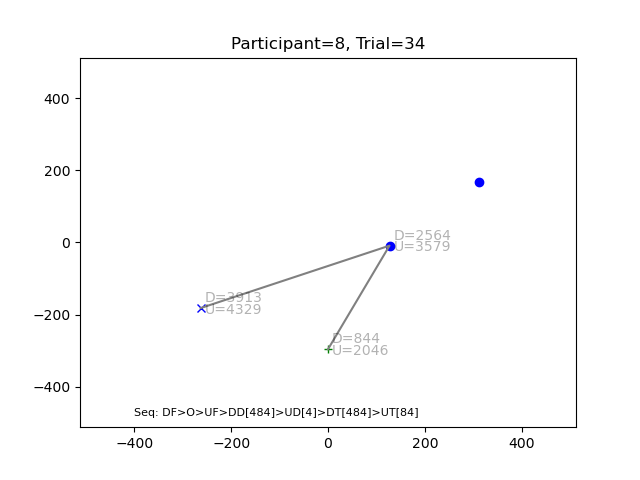 Participant=8, Trial=34
400
200
0
−200
−400
D=2564
U=3579
D=3913
U=4329
D=844
U=2046
Seq: DF>O>UF>DD[484]>UD[4]>DT[484]>UT[84]
−400 −200 0 200 400